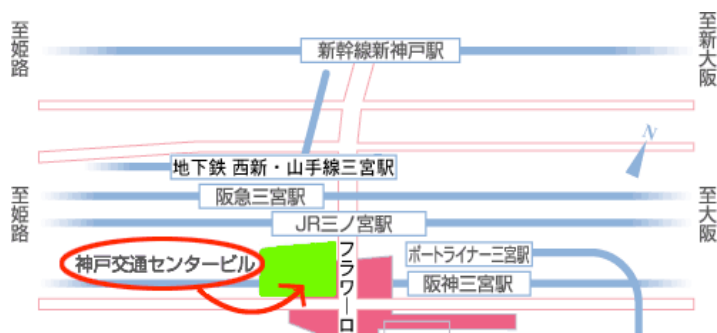 至姫路
至新大阪
新幹線新神戸駅
N
地下鉄 西新・山手線三宮駅
阪急三宮駅
至姫路
至大阪
JR三ノ宮駅
神戸交通センタービル
フラワーロ
ポートライナー三宮駅
阪神三宮駅